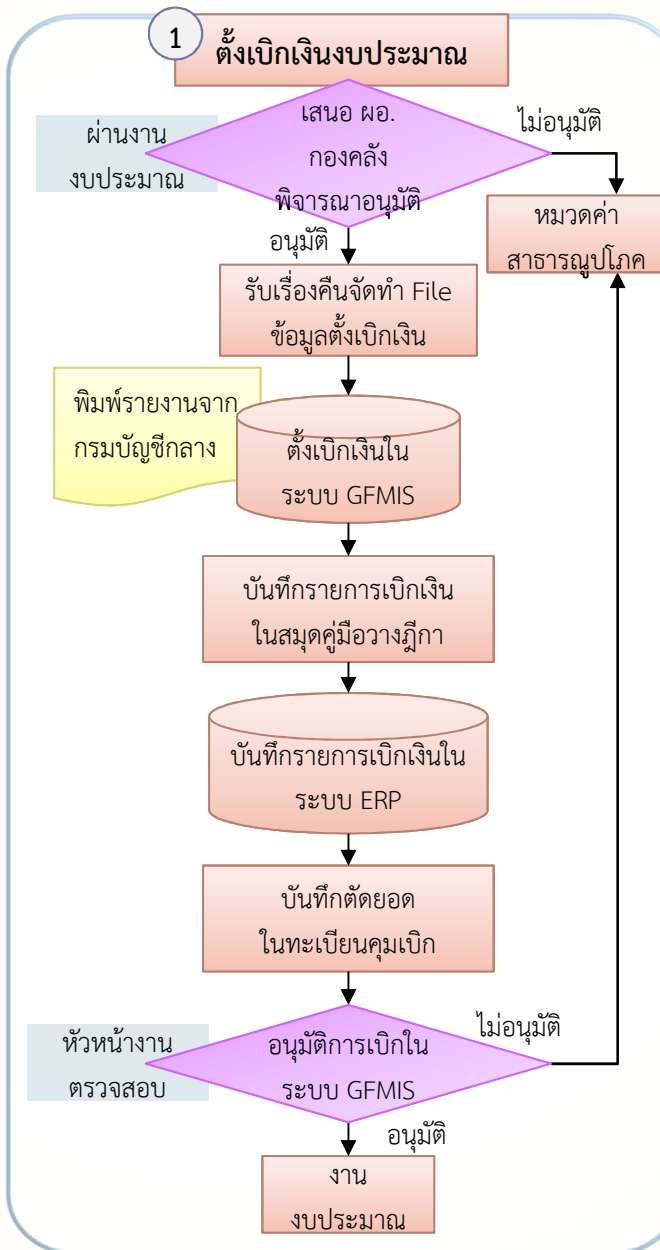 1
ตั้งเบิกเงินงบประมาณ
ผ่านงาน
งบประมาณ
เสนอ ผอ.
กองคลัง
พิจารณาอนุมัติ
ไม่อนุมัติ
หมวดค่า
สาธารณูปโภค
อนุมัติ
รับเรื่องคืนจัดทำ File
ข้อมูลตั้งเบิกเงิน
พิมพ์รายงานจาก
กรมบัญชีกลาง
ตั้งเบิกเงินใน
ระบบ GFMIS
บันทึกรายการเบิกเงิน
ในสมุดคู่มือวางฎีกา
บันทึกรายการเบิกเงินใน
ระบบ ERP
บันทึกตัดยอด
ในทะเบียนคุมเบิก
หัวหน้างาน
ตรวจสอบ
อนุมัติการเบิกใน
ระบบ GFMIS
ไม่อนุมัติ
อนุมัติ
งาน
งบประมาณ